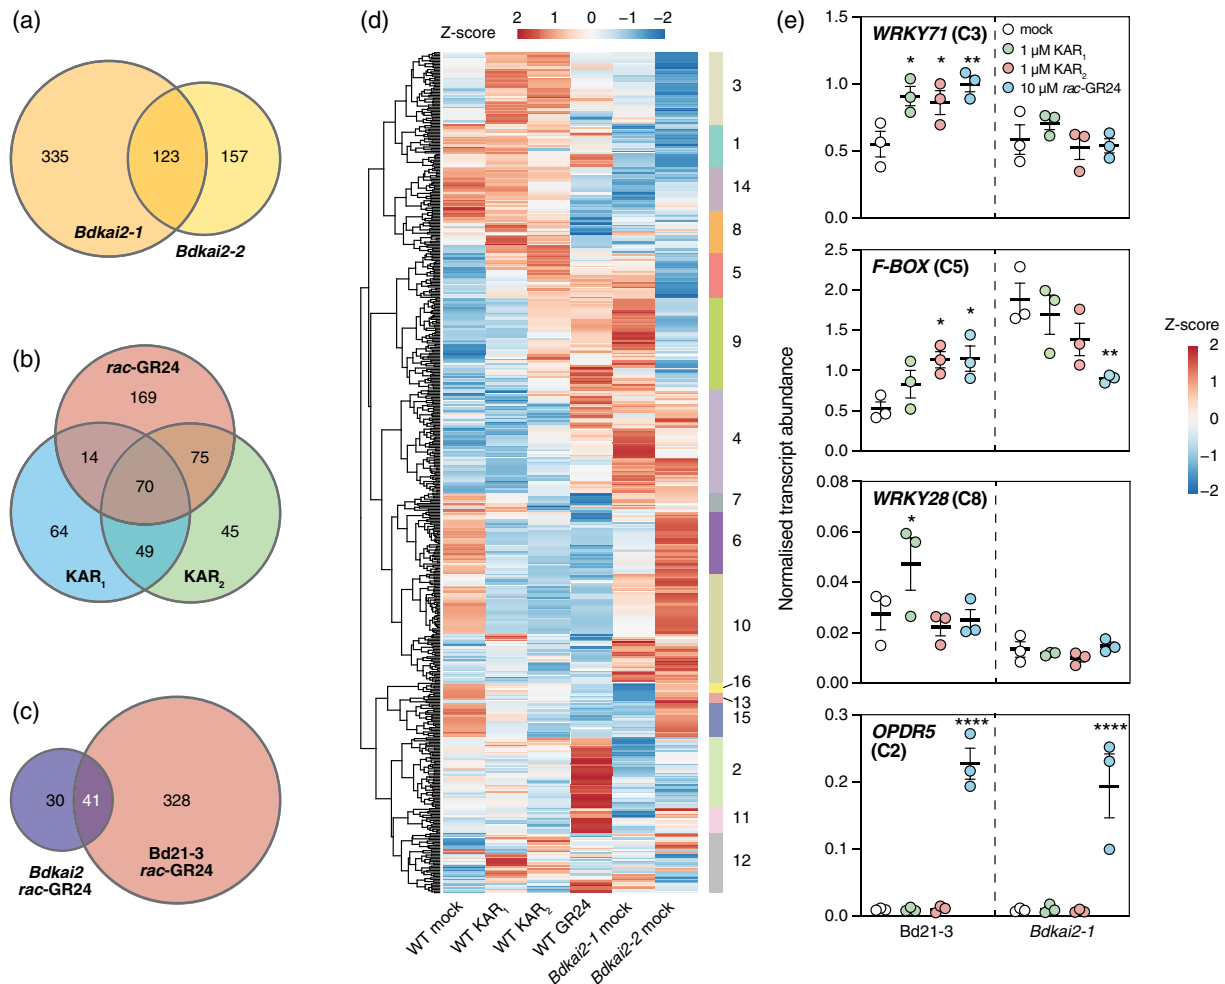 (a)
335
123
157
Bdkai2-1
Bdkai2-2
(b)
rac-GR24
169
14
75
70
64
45
49
KAR1
KAR2
(c)
30
41
328
Bdkai2
rac-GR24
Bd21-3
rac-GR24
(d)
Z-score
2 1 0 −1 −2
3
1
14
8
5
9
4
7
6
10
16
13
15
2
11
12
WT mock
WT KAR1
WT KAR2
WT GR24
Bdkai2-1 mock
Bdkai2-2 mock
(e)
Normalised transcript abundance
WRKY71 (C3)
mock
1 µM KAR1
1 µM KAR2
10 µM rac-GR24
1.5
1.0
0.5
0.0
* * **
F-BOX (C5)
2.5
2.0
1.5
1.0
0.5
0.0
* * **
WRKY28 (C8)
0.08
0.06
0.04
0.02
0.00
*
OPDR5
(C2)
0.3
0.2
0.1
0.0
**** ****
Bd21-3
Bdkai2-1
Z-score
2
1
0
−1
−2